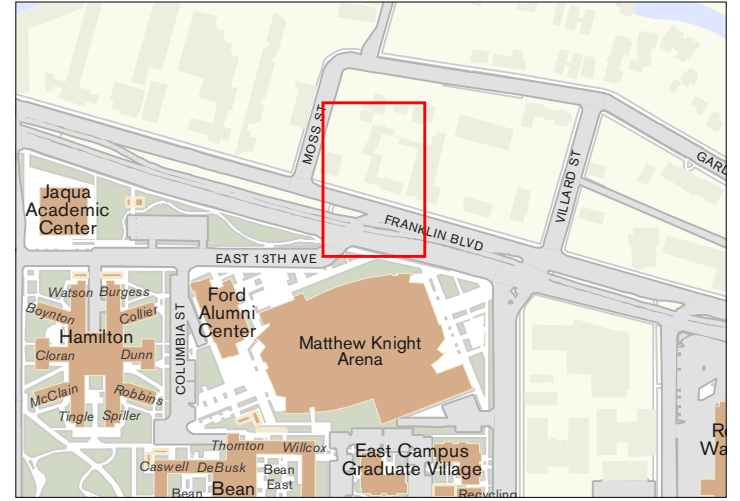 MOSS ST
GARD
VILLARD ST
FRANKLIN BLVD
Jaqua
Academic
Center
EAST 13TH AVE
Watson Burgess
Boynton
Collier
Hamilton
Cloran
Dunn
McClain
Robbins
Tingle Spiller
COLUMBIA ST
Ford
Alumni
Center
Matthew Knight
Arena
Thornton
Willcox
Caswell DeBusk
Bean
East
Bean
Bean
East Campus
Graduate Village
Recycling
Wa